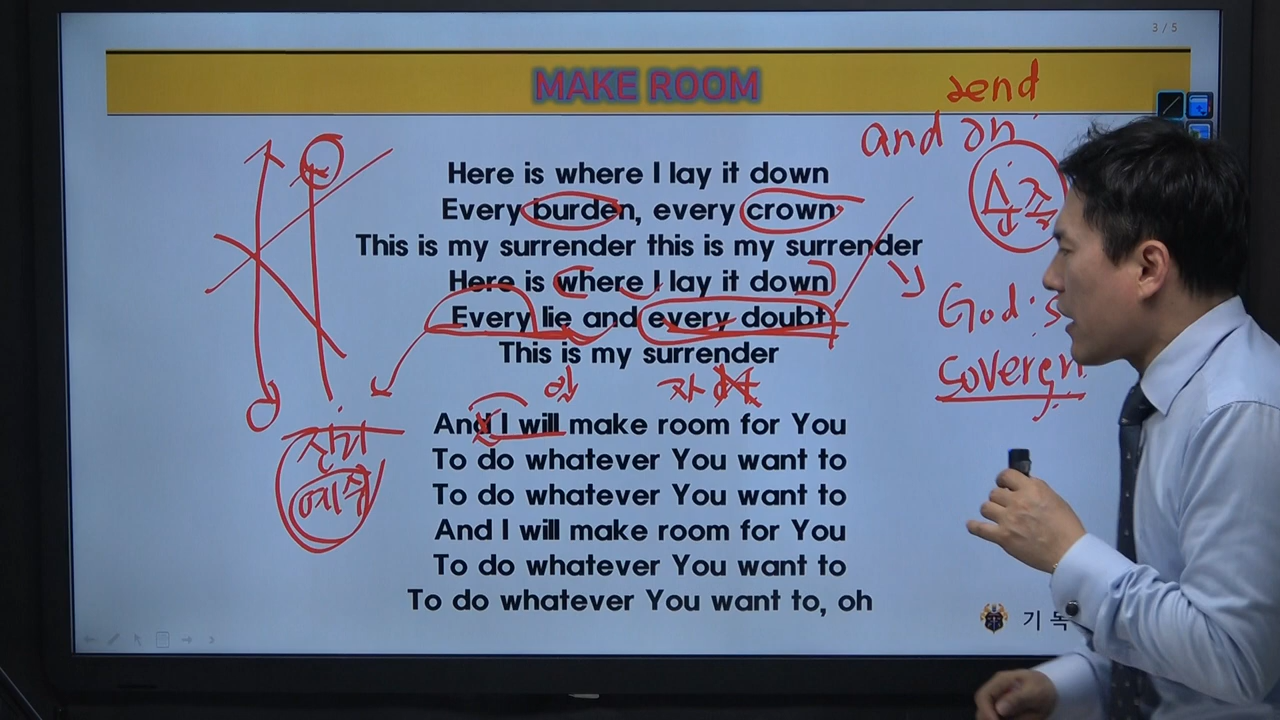 3 / 5
MAKE ROOM
send
and on
Here is where I lay it down
Every burden, every crown
This is my surrender this is my surrender
Here is where I lay it down
God's
Every lie and every doubt
This is my surrender
soveregn
And I will make room for You
진리
To do whatever You want to
예수
To do whatever You want to
And I will make room for You
To do whatever You want to
To do whatever You want to, oh
기 독